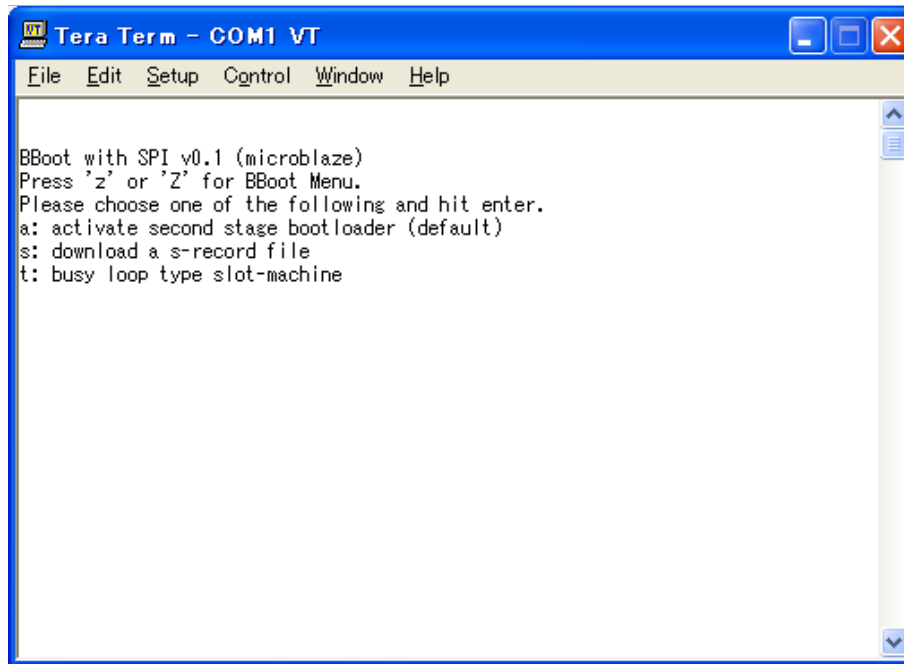 Tera Term - COM1 VT
File Edit Setup Control Window Help
BBoot with SPI v0.1 (microblaze)
Press 'z' or 'Z' for BBoot Menu.
Please choose one of the following and hit enter.
a: activate second stage bootloader (default)
s: download a s-record file
t: busy loop type slot-machine